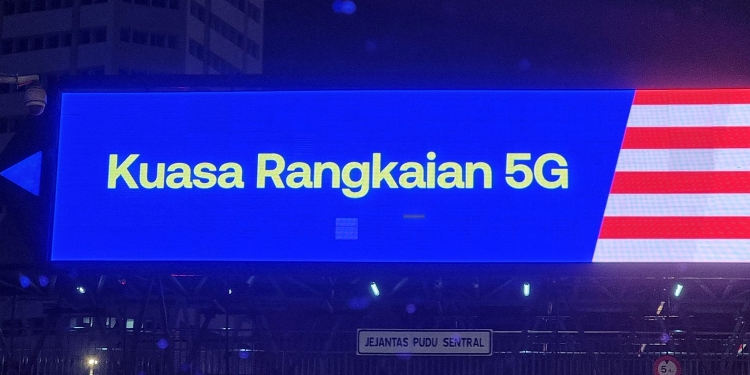 Kuasa Rangkaian 5G
JEJANTAS PUDU SENTRAL